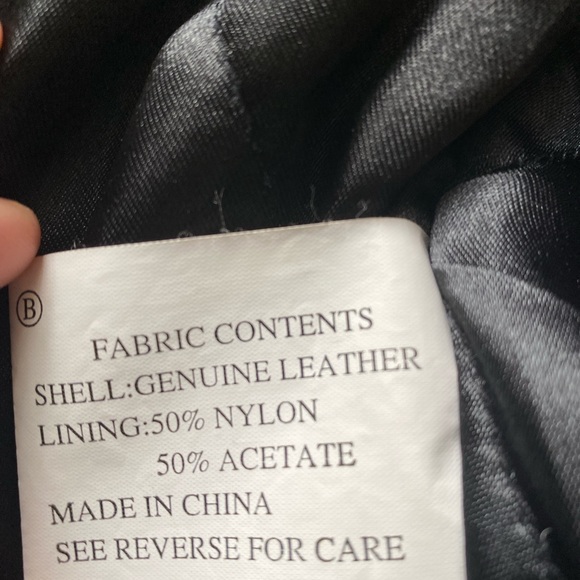 Ⓑ
FABRIC CONTENTS
SHELL:GENUINE LEATHER
LINING:50% NYLON
50% ACETATE
MADE IN CHINA
SEE REVERSE FOR CARE